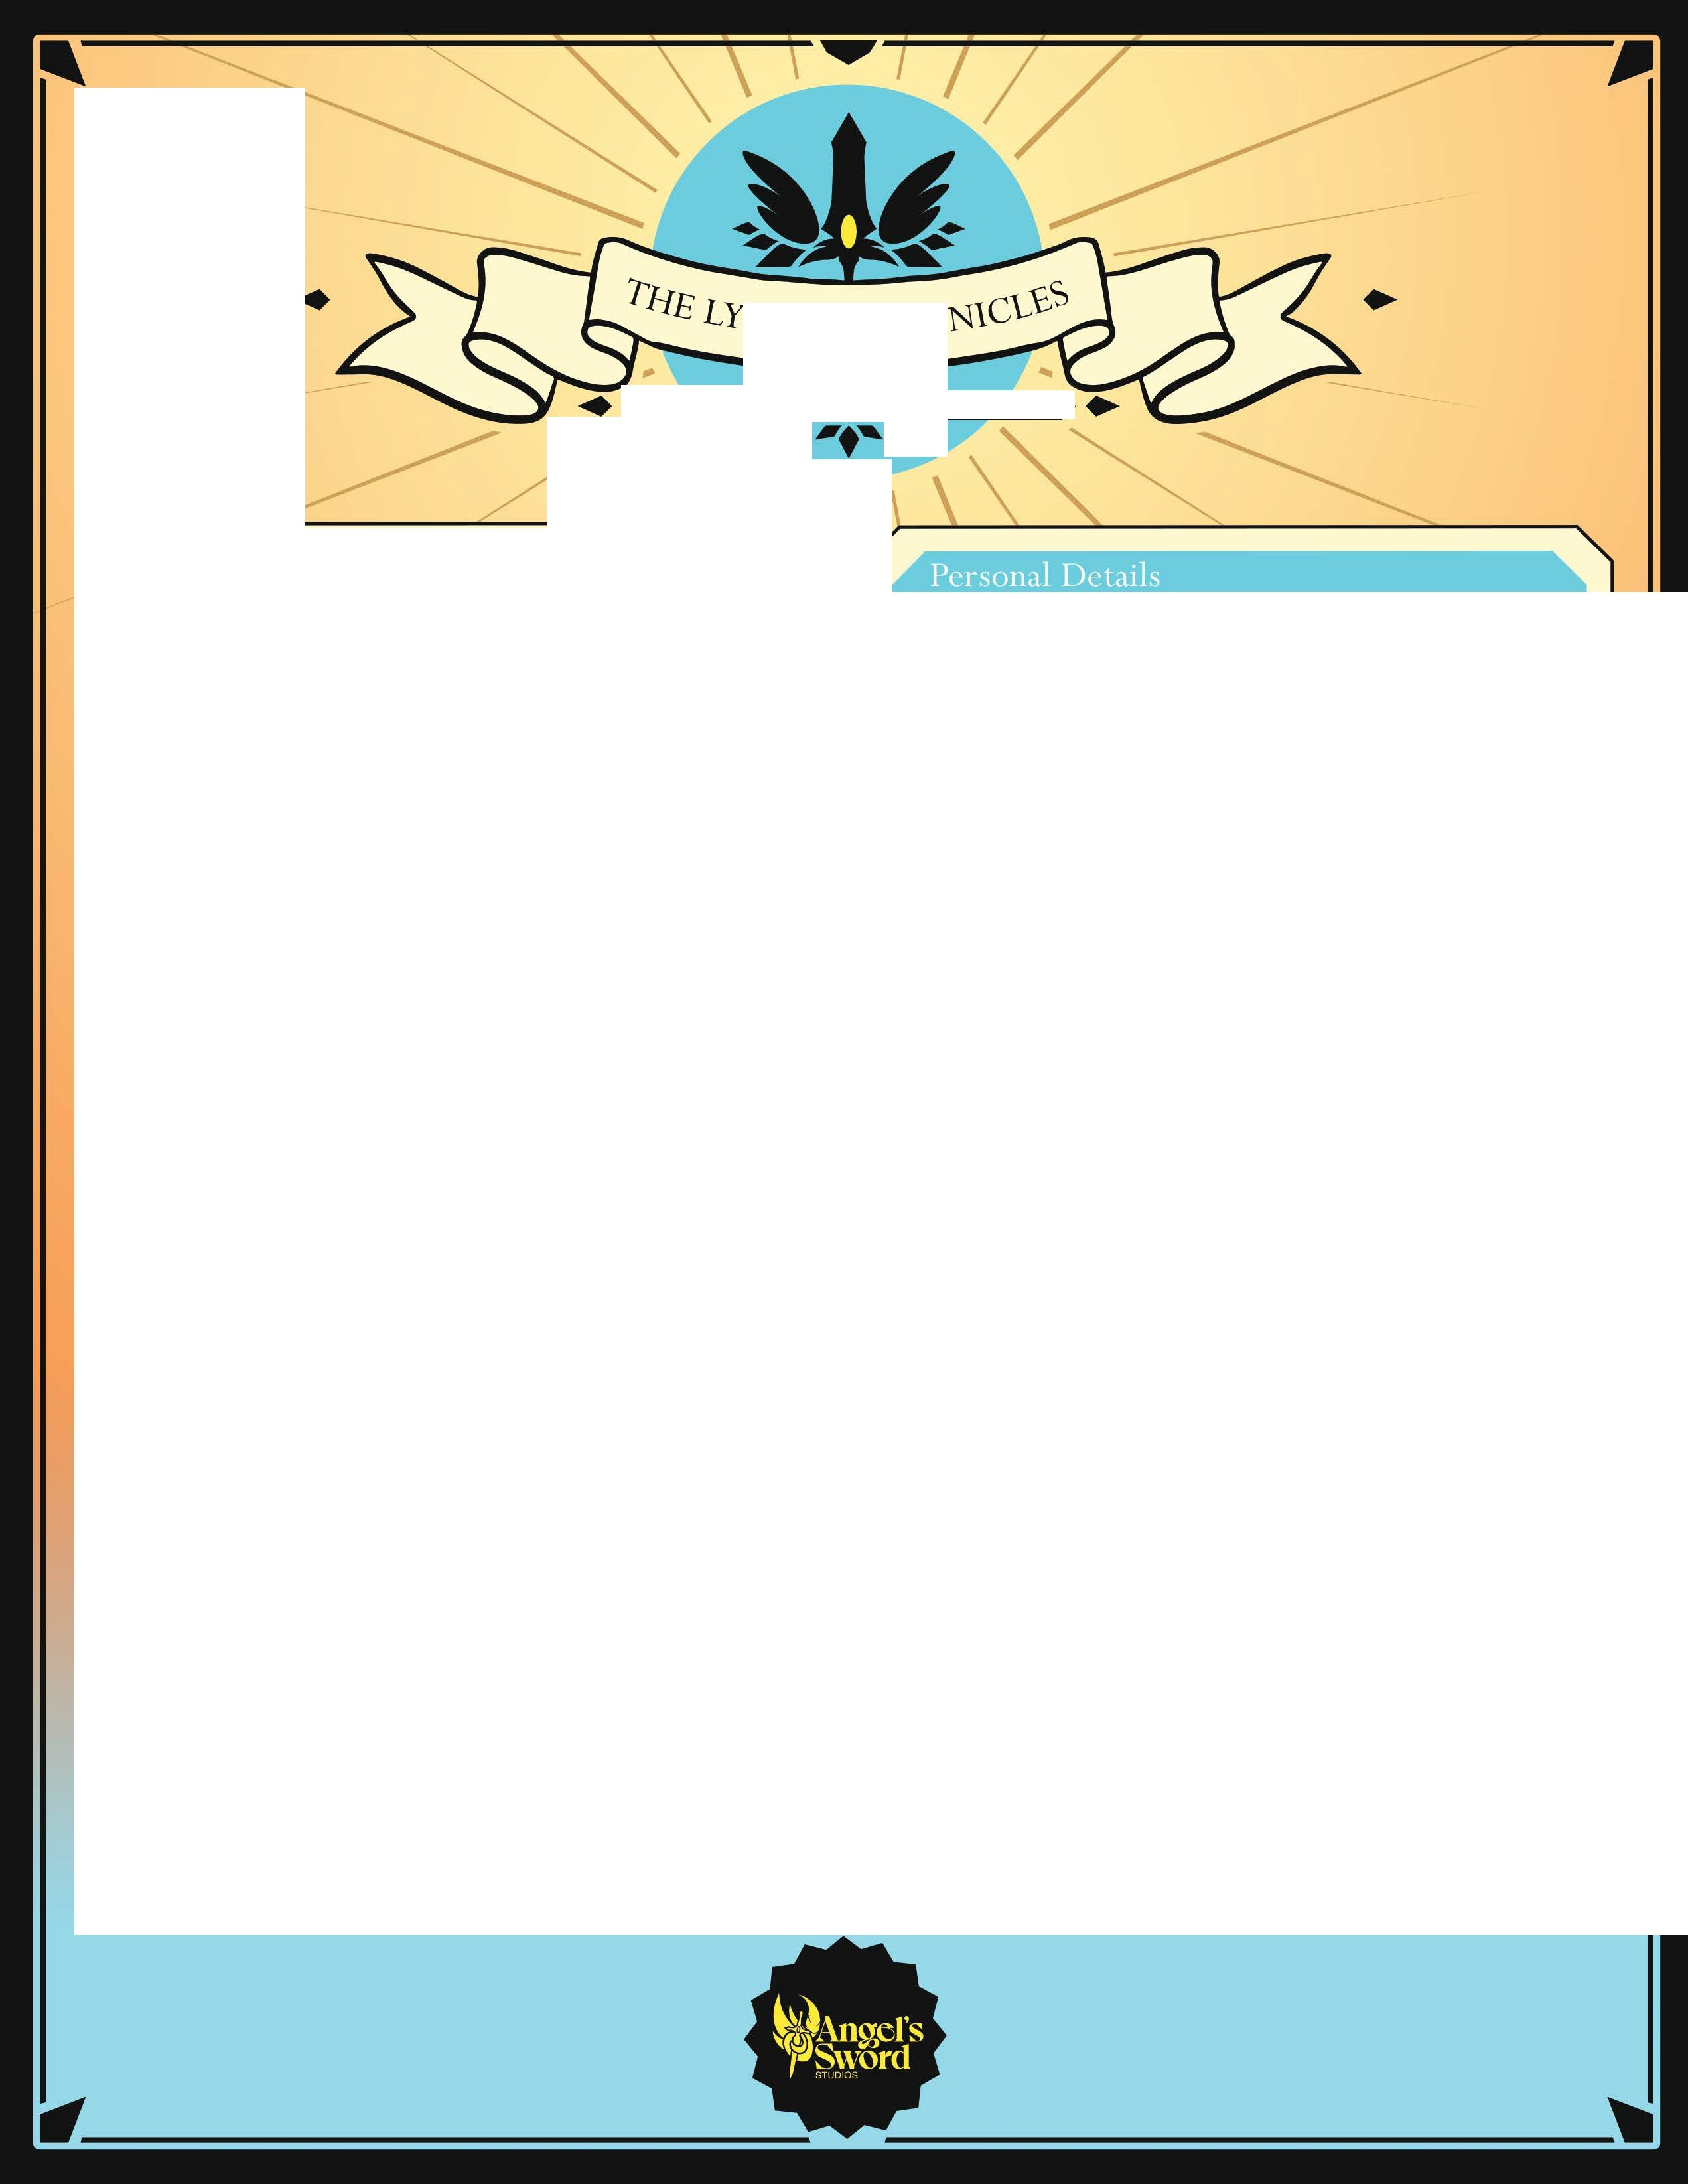 THE LY NICLES
Personal Details
Angel's
Sword
STUDIOS